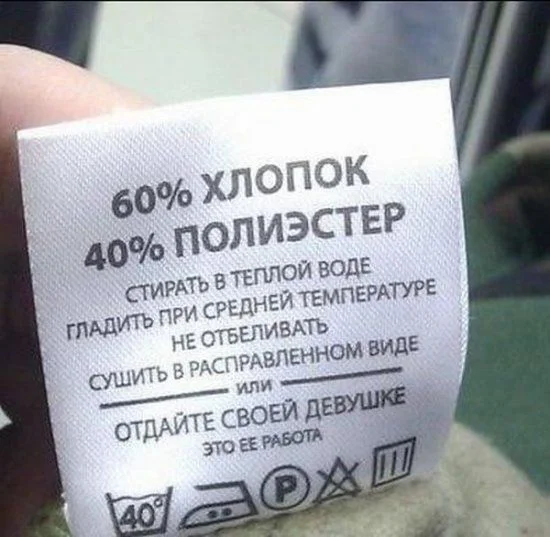 60% ХЛОПОК
40% ПОЛИЭСТЕР
СТИРАТЬ В ТЕПЛОЙ ВОДЕ
ГЛАДИТЬ ПРИ СРЕДНЕЙ ТЕМПЕРАТУРЕ
НЕ ОТБЕЛИВАТЬ
СУШИТЬ В РАСПРАВЛЕННОМ ВИДЕ
ИЛИ
ОТДАЙТЕ СВОЕЙ ДЕВУШКЕ
ЭТО ЕЕ РАБОТА
40° P